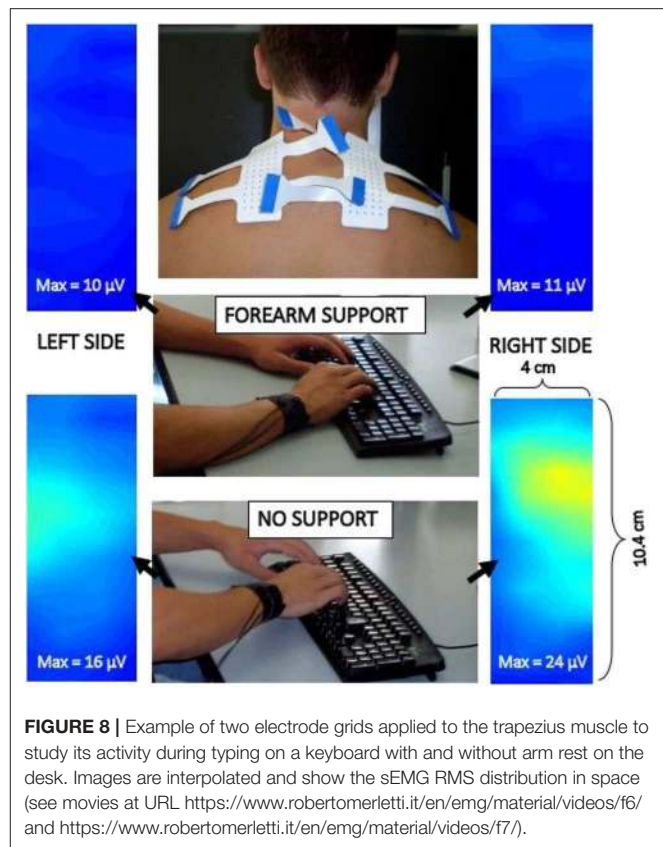 Max = 10 µV
Max = 11 µV
FOREARM SUPPORT
LEFT SIDE
RIGHT SIDE
4 cm
10.4 cm
NO SUPPORT
Max = 16 µV
Max = 24 µV
FIGURE 8 | Example of two electrode grids applied to the trapezius muscle to
study its activity during typing on a keyboard with and without arm rest on the
desk. Images are interpolated and show the sEMG RMS distribution in space
(see movies at URL https://www.robertomerletti.it/en/emg/material/videos/f6/
and https://www.robertomerletti.it/en/emg/material/videos/f7/).